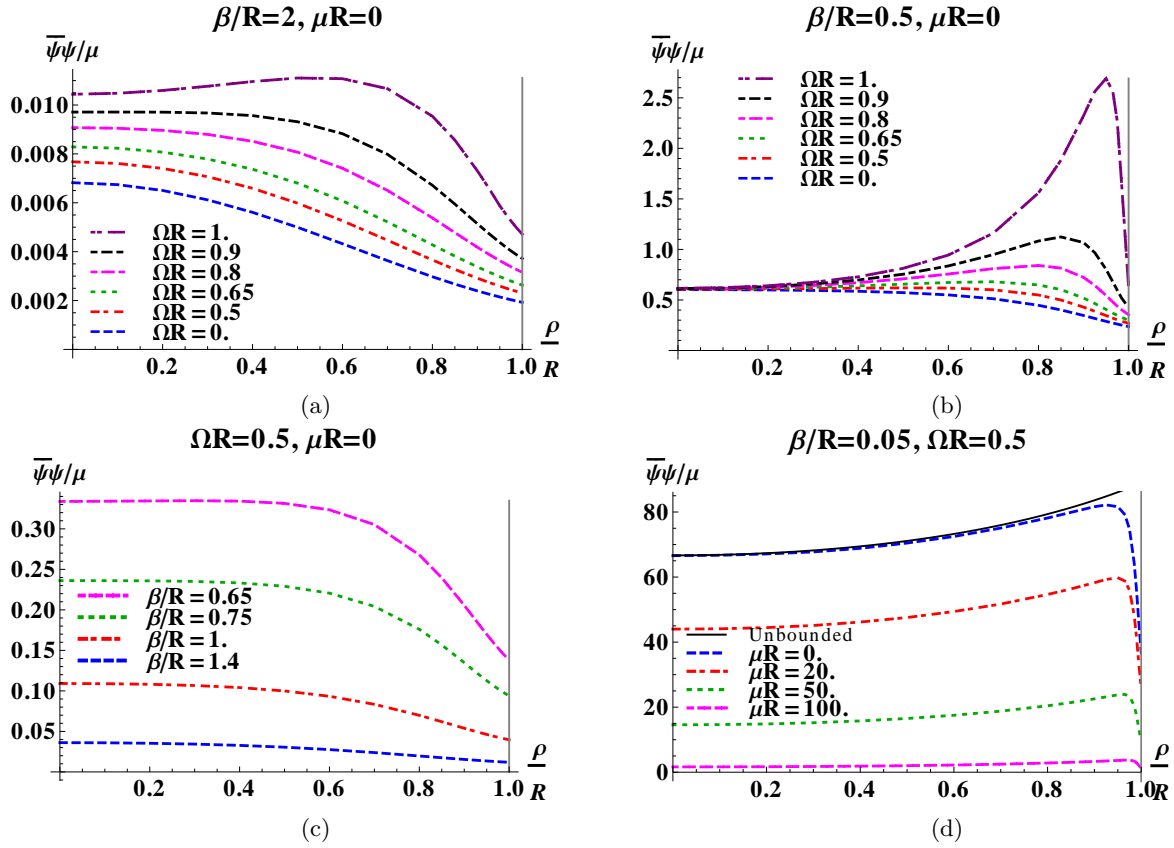 β/R=2, μR=0
ψ̅ψ/μ
0.010
0.008
0.006
0.004
0.002
ΩR=1.
ΩR=0.9
ΩR=0.8
ΩR=0.65
ΩR=0.5
ΩR=0.
0.2 0.4 0.6 0.8 1.0
ρ
R
(a)
β/R=0.5, μR=0
ψ̅ψ/μ
2.5
2.0
1.5
1.0
0.5
ΩR=1.
ΩR=0.9
ΩR=0.8
ΩR=0.65
ΩR=0.5
ΩR=0.
0.2 0.4 0.6 0.8 1.0
ρ
R
(b)
ΩR=0.5, μR=0
ψ̅ψ/μ
0.30
0.25
0.20
0.15
0.10
0.05
β/R=0.65
β/R=0.75
β/R=1.
β/R=1.4
0.2 0.4 0.6 0.8 1.0
ρ
R
(c)
β/R=0.05, ΩR=0.5
ψ̅ψ/μ
80
60
40
20
0
Unbounded
μR=0.
μR=20.
μR=50.
μR=100.
0.2 0.4 0.6 0.8 1.0
ρ
R
(d)